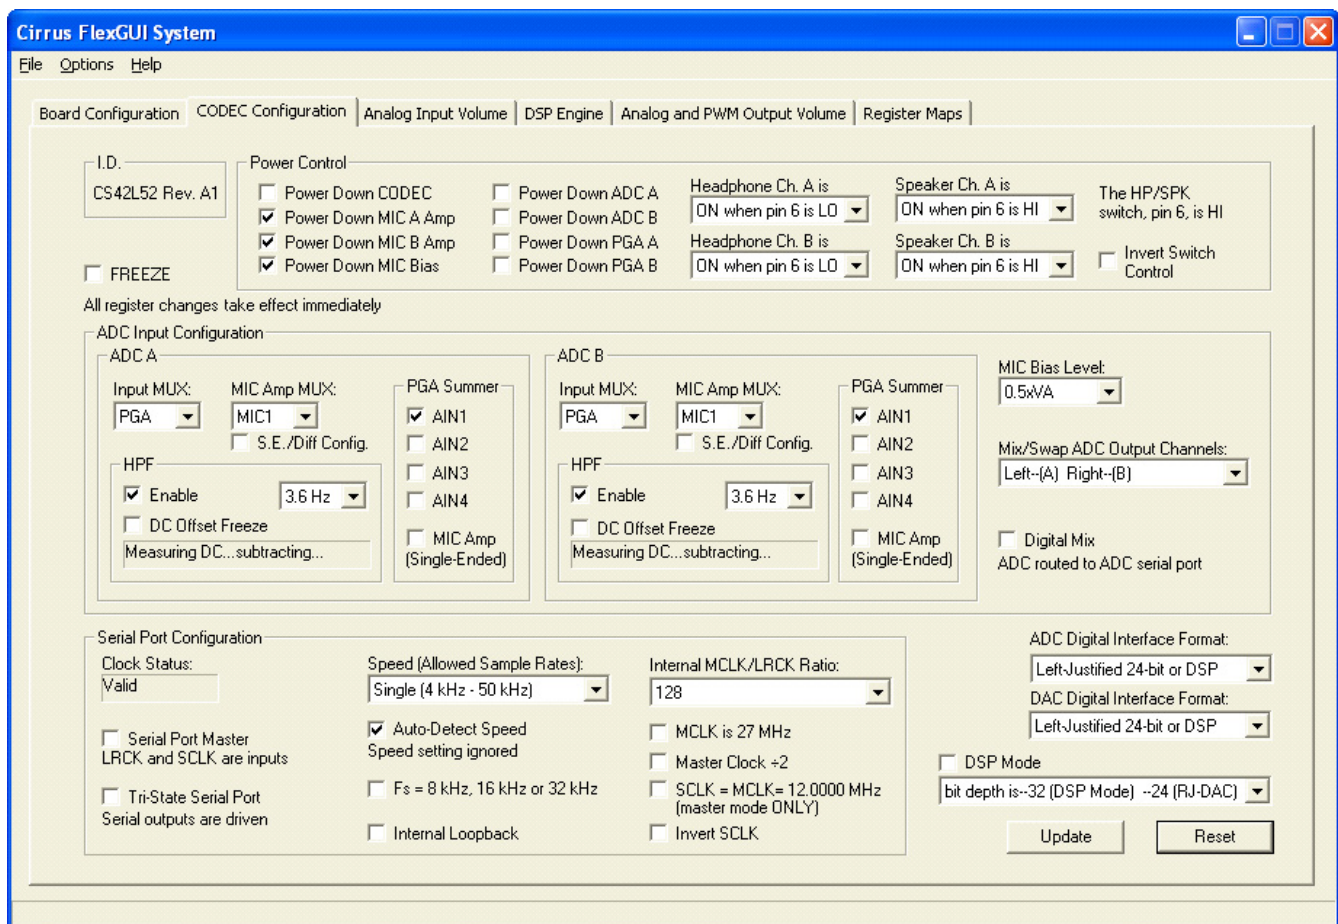 Cirrus FlexGUI System
File Options Help
Board Configuration CODEC Configuration Analog Input Volume DSP Engine Analog and PWM Output Volume Register Maps
I.D.
CS42L52 Rev. A1
FREEZE
All register changes take effect immediately
Power Control
Power Down CODEC
Power Down MIC A Amp
Power Down MIC B Amp
Power Down MIC Bias
Power Down ADC A
Power Down ADC B
Power Down PGA A
Power Down PGA B
Headphone Ch. A is
ON when pin 6 is LO
Headphone Ch. B is
ON when pin 6 is LO
Speaker Ch. A is
ON when pin 6 is HI
Speaker Ch. B is
ON when pin 6 is HI
The HP/SPK
switch, pin 6, is HI
Invert Switch
Control
ADC Input Configuration
ADC A
Input MUX:
PGA
MIC Amp MUX:
MIC1
S.E./Diff Config.
HPF
Enable
3.6 Hz
DC Offset Freeze
Measuring DC...subtracting...
PGA Summer
AIN1
AIN2
AIN3
AIN4
MIC Amp
(Single-Ended)
ADC B
Input MUX:
PGA
MIC Amp MUX:
MIC1
S.E./Diff Config.
HPF
Enable
3.6 Hz
DC Offset Freeze
Measuring DC...subtracting...
PGA Summer
AIN1
AIN2
AIN3
AIN4
MIC Amp
(Single-Ended)
MIC Bias Level:
0.5xVA
Mix/Swap ADC Output Channels:
Left--(A) Right--(B)
Digital Mix
ADC routed to ADC serial port
Serial Port Configuration
Clock Status:
Valid
Serial Port Master
LRCK and SCLK are inputs
Tri-State Serial Port
Serial outputs are driven
Speed (Allowed Sample Rates):
Single (4 kHz - 50 kHz)
Auto-Detect Speed
Speed setting ignored
Fs = 8 kHz, 16 kHz or 32 kHz
Internal Loopback
Internal MCLK/LRCK Ratio:
128
MCLK is 27 MHz
Master Clock ÷2
SCLK = MCLK= 12.0000 MHz
(master mode ONLY)
Invert SCLK
ADC Digital Interface Format:
Left-Justified 24-bit or DSP
DAC Digital Interface Format:
Left-Justified 24-bit or DSP
DSP Mode
bit depth is--32 (DSP Mode) --24 (RJ-DAC)
Update Reset